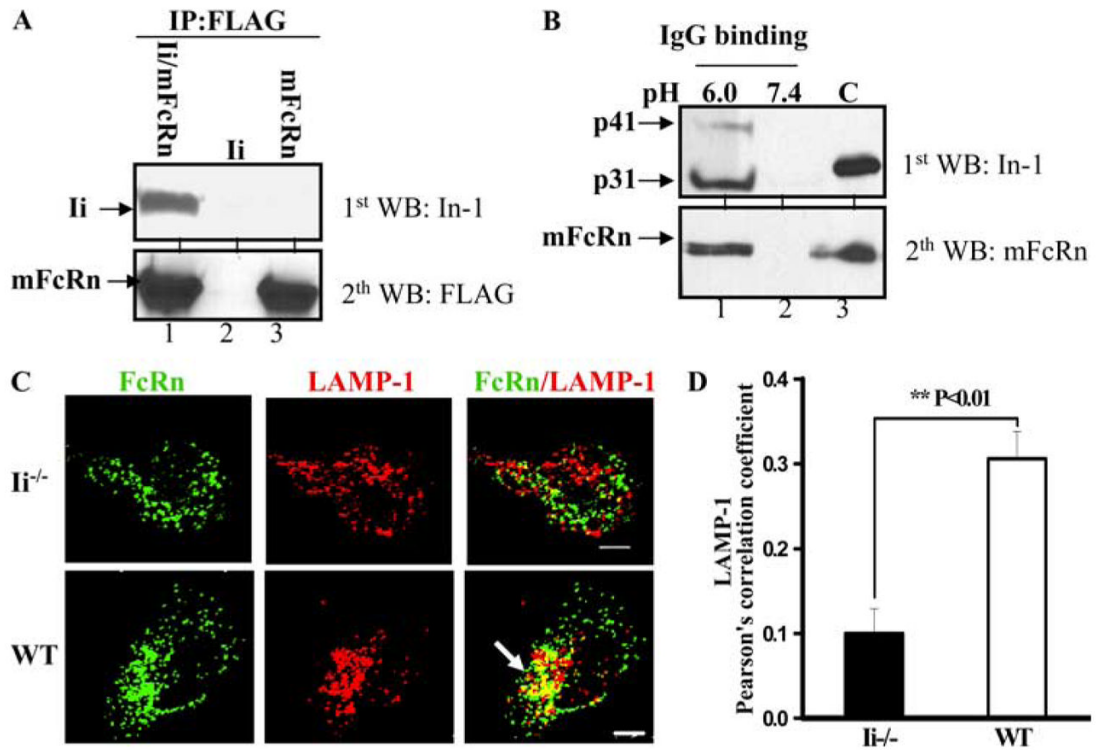 A
IP:FLAG
Ii/mFcRn
Ii
mFcRn
Ii
1st WB: In-1
mFcRn
2th WB: FLAG
1 2 3
B
IgG binding
pH 6.0 7.4 C
p41
p31
1st WB: In-1
mFcRn
2th WB: mFcRn
1 2 3
C
FcRn LAMP-1 FcRn/LAMP-1
Ii-/-
WT
D
0.4
** P<0.01
0.3
0.2
0.1
0.0
LAMP-1
Pearson's correlation coefficient
Ii-/- WT